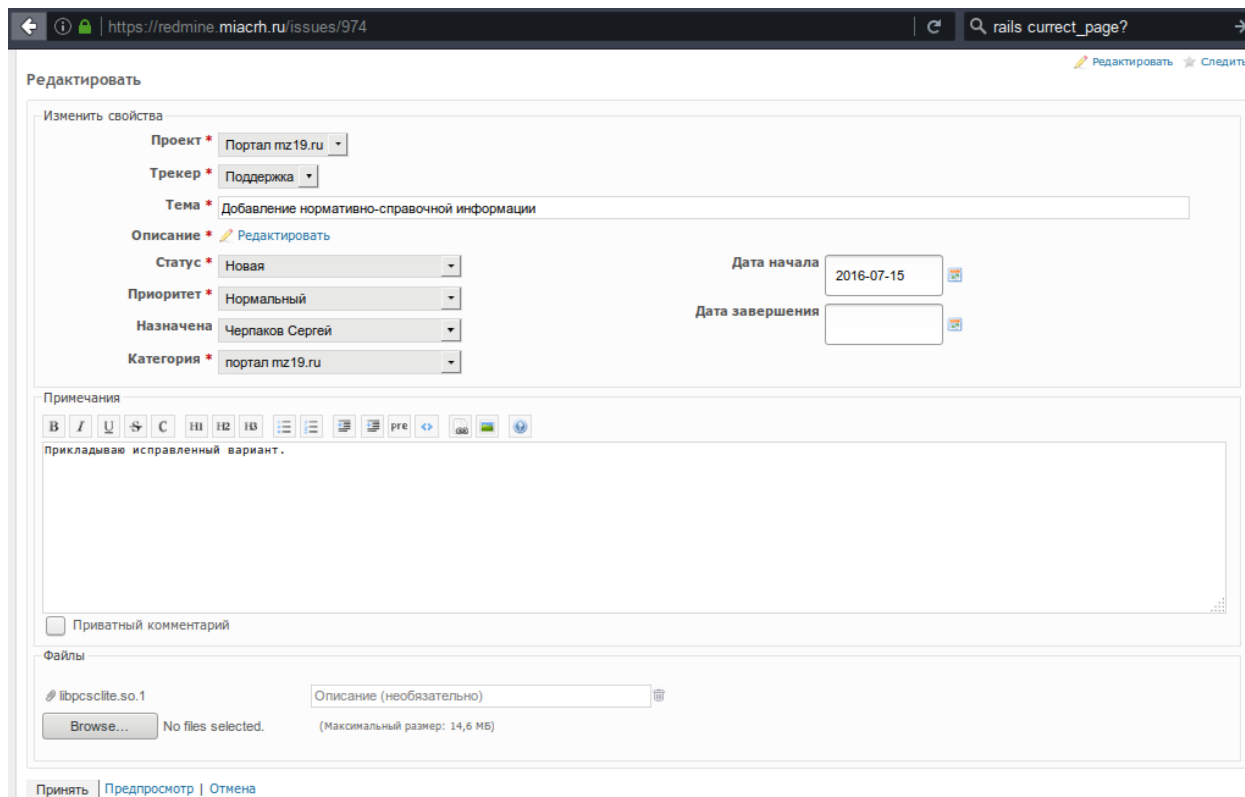 https://redmine.miacrh.ru/issues/974
rails currect_page?
Редактировать Следить
Редактировать
Изменить свойства
Проект * Портал mz19.ru
Трекер * Поддержка
Тема * Добавление нормативно-справочной информации
Описание * Редактировать
Статус * Новая Дата начала 2016-07-15
Приоритет * Нормальный Дата завершения
Назначена Черпаков Сергей
Категория * портал mz19.ru
Примечания
B I U S C H1 H2 H3 pre <>
Прикладываю исправленный вариант.
Приватный комментарий
Файлы
libpcsclite.so.1 Описание (необязательно)
Browse... No files selected. (Максимальный размер: 14,6 МБ)
Принять Предпросмотр | Отмена